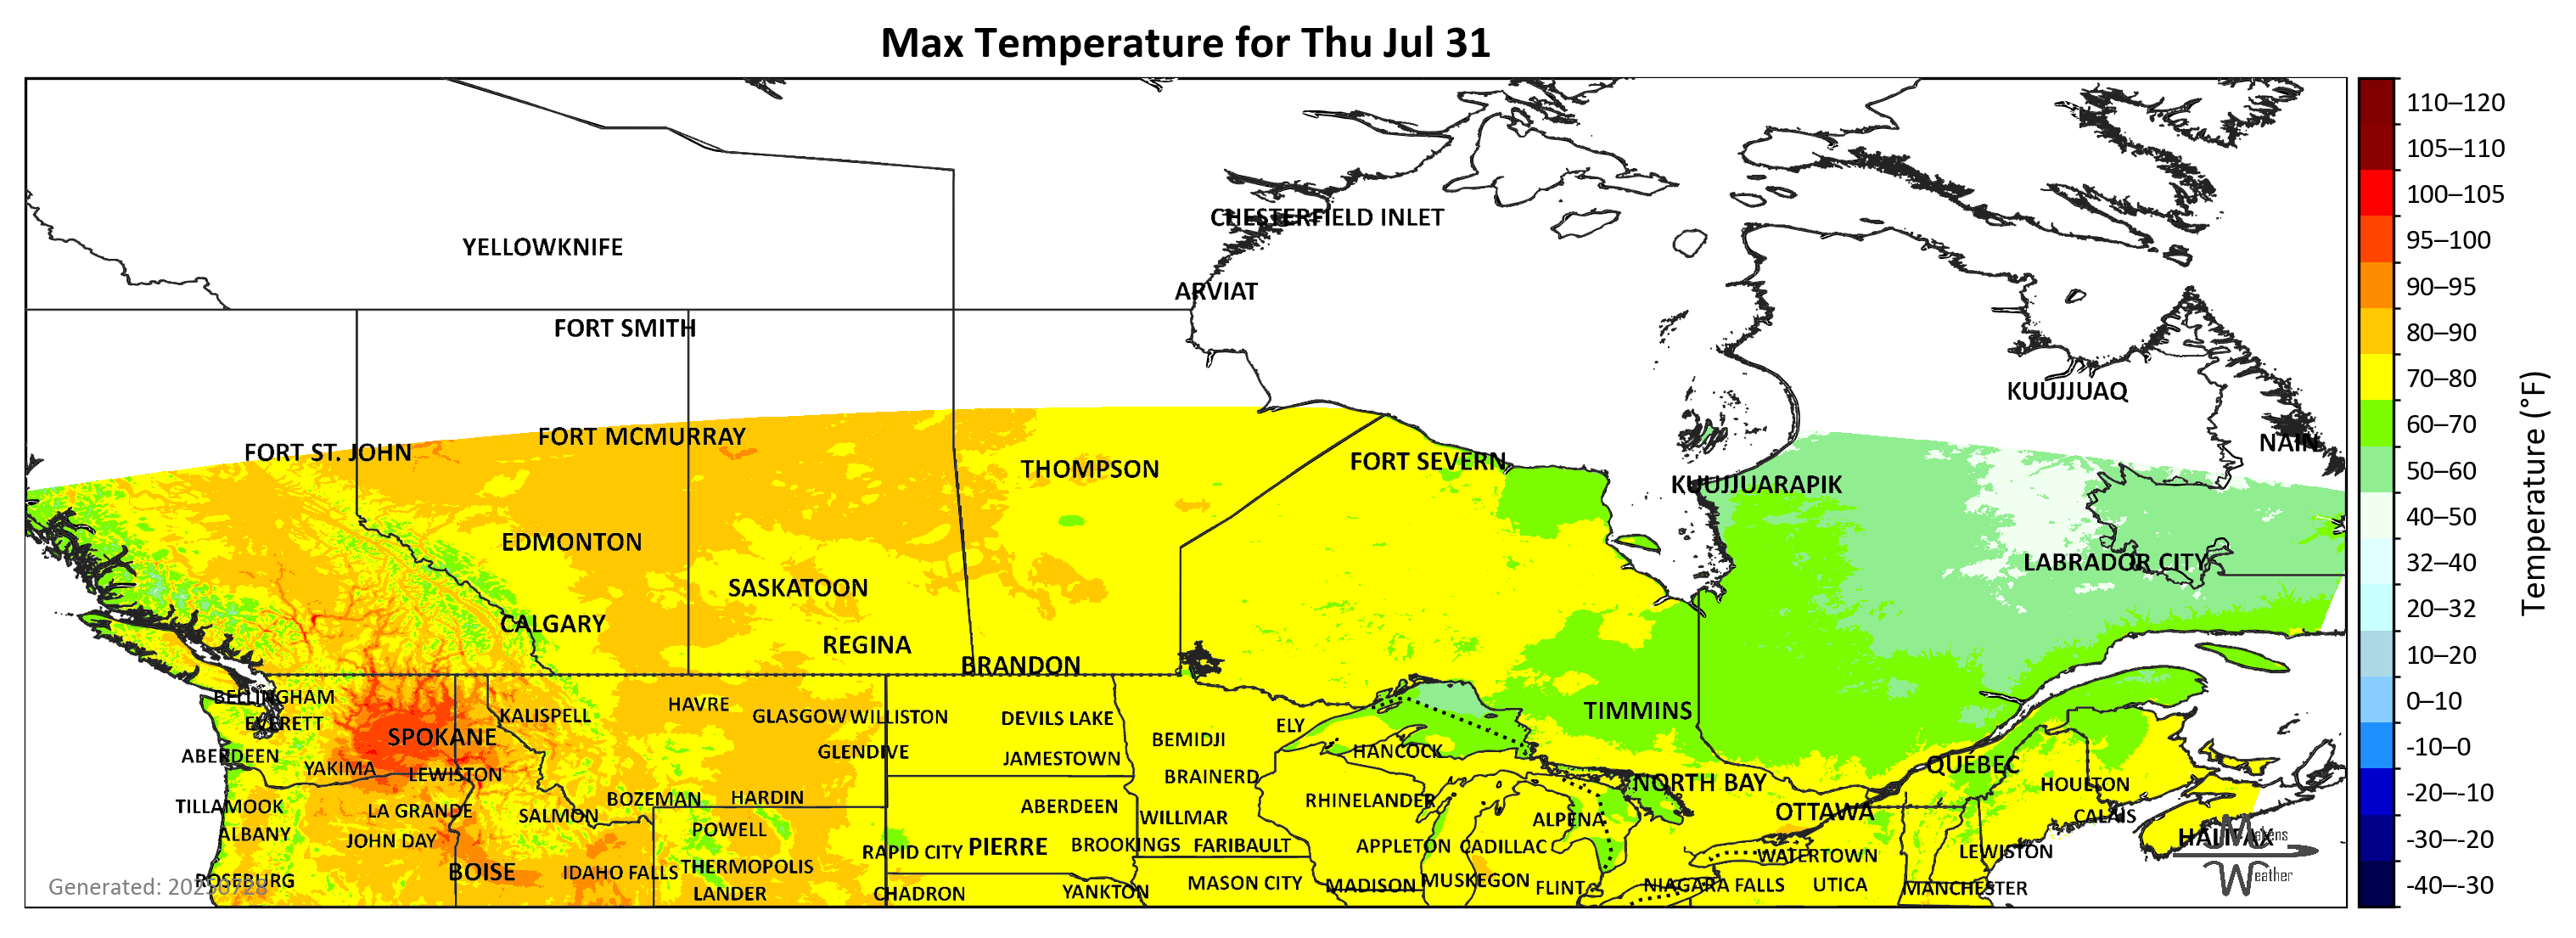 Max Temperature for Thu Jul 31
110–120
105–110
100–105
95–100
90–95
80–90
70–80
60–70
50–60
40–50
32–40
20–32
10–20
0–10
-10–0
-20–-10
-30–-20
-40–-30
Temperature (°F)
CHESTERFIELD INLET
YELLOWKNIFE
ARVIAT
FORT SMITH
KUUJJUAQ
FORT MCMURRAY
NAIN
FORT ST. JOHN
FORT SEVERN
THOMPSON
KUUJJUARAPIK
EDMONTON
LABRADOR CITY
SASKATOON
CALGARY
REGINA
BRANDON
BELLINGHAM
HAVRE
TIMMINS
KALISPELL
GLASGOW
WILLISTON
DEVILS LAKE
EVERETT
ELY
SPOKANE
BEMIDJI
HANCOCK
GLENDIVE
ABERDEEN
JAMESTOWN
QUÉBEC
YAKIMA
LEWISTON
BRAINERD
NORTH BAY
HOULTON
BOZEMAN
HARDIN
RHINELANDER
TILLAMOOK
LA GRANDE
SALMON
ABERDEEN
WILLMAR
OTTAWA
CALAIS
ALPENA
ALBANY
JOHN DAY
POWELL
HALIFAX
Makens
Weather
RAPID CITY
PIERRE
BROOKINGS
FARIBAULT
APPLETON
CADILLAC
WATERTOWN
LEWISTON
BOISE
IDAHO FALLS
THERMOPOLIS
ROSEBURG
MASON CITY
MADISON
MUSKEGON
FLINT
NIAGARA FALLS
UTICA
MANCHESTER
LANDER
CHADRON
YANKTON
Generated: 20250728